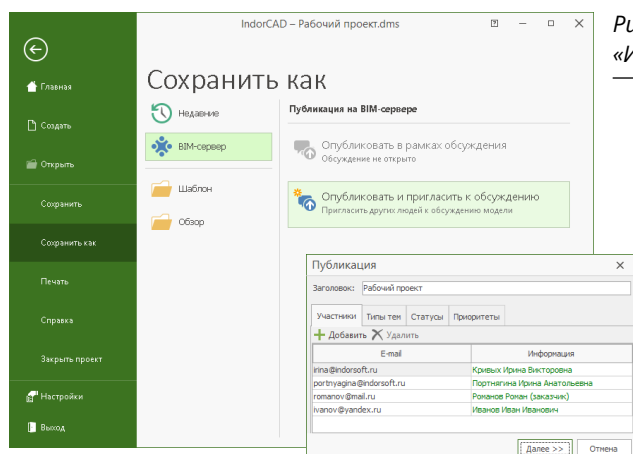 IndorCAD – Рабочий проект.dms
Главная
Создать
Открыть
Сохранить
Сохранить как
Печать
Справка
Закрыть проект
Настройки
Выход
Сохранить как
Недавние
BIM-сервер
Шаблон
Обзор
Публикация на BIM-сервере
Опубликовать в рамках обсуждения
Обсуждение не открыто
Опубликовать и пригласить к обсуждению
Пригласить других людей к обсуждению модели
Публикация
Заголовок: Рабочий проект
Участники Типы тем Статусы Приоритеты
Добавить Удалить
E-mail Информация
irina@indorsoft.ru Кривых Ирина Викторовна
portnyagina@indorsoft.ru Портнягина Ирина Анатольевна
romanov@mail.ru Романов Роман (заказчик)
ivanov@yandex.ru Иванов Иван Иванович
Далее >> Отмена